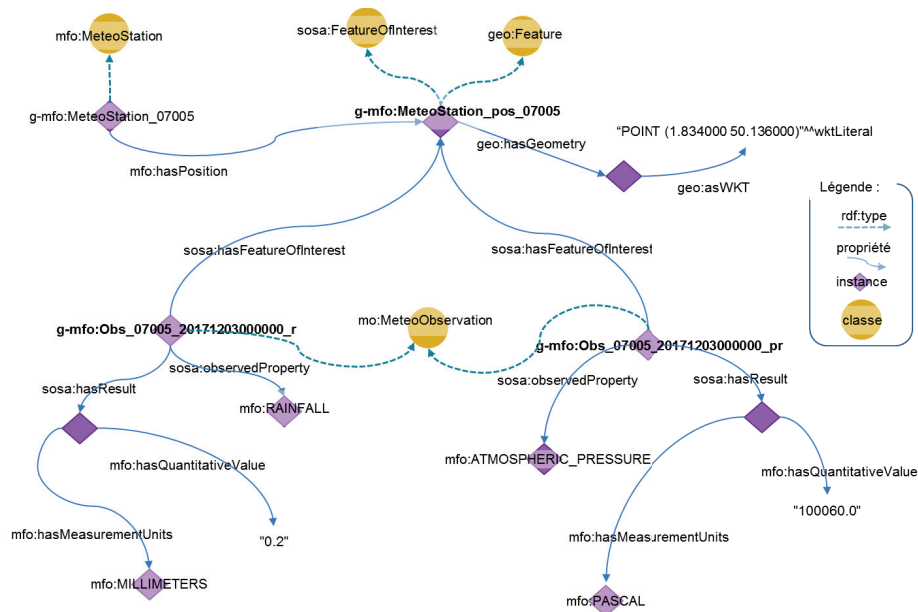 mfo:MeteoStation
sosa:FeatureOfInterest
geo:Feature
g-mfo:MeteoStation_07005
g-mfo:MeteoStation_pos_07005
mfo:hasPosition
geo:hasGeometry
"POINT (1.834000 50.136000)"^^wktLiteral
geo:asWKT
Légende :
rdf:type
propriété
instance
classe
sosa:hasFeatureOfInterest
sosa:hasFeatureOfInterest
g-mfo:Obs_07005_20171203000000_r
mo:MeteoObservation
g-mfo:Obs_07005_20171203000000_pr
sosa:hasResult
sosa:observedProperty
mfo:RAINFALL
sosa:observedProperty
sosa:hasResult
mfo:hasQuantitativeValue
mfo:ATMOSPHERIC_PRESSURE
mfo:hasQuantitativeValue
mfo:hasMeasurementUnits
"0.2"
mfo:hasMeasurementUnits
"100060.0"
mfo:MILLIMETERS
mfo:PASCAL